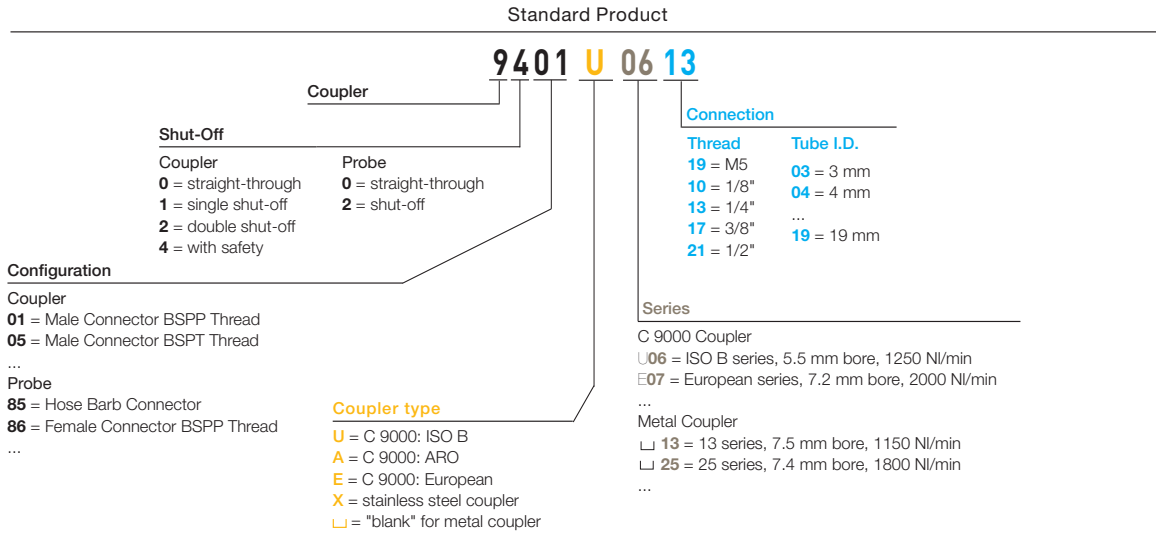 Standard Product
9401 U 06 13
Coupler
Connection
Thread
19 = M5
10 = 1/8"
13 = 1/4"
17 = 3/8"
21 = 1/2"
Tube I.D.
03 = 3 mm
04 = 4 mm
...
19 = 19 mm
Shut-Off
Coupler
0 = straight-through
1 = single shut-off
2 = double shut-off
4 = with safety
Probe
0 = straight-through
2 = shut-off
Configuration
Coupler
01 = Male Connector BSPP Thread
05 = Male Connector BSPT Thread
...
Probe
85 = Hose Barb Connector
86 = Female Connector BSPP Thread
...
Coupler type
U = C 9000: ISO B
A = C 9000: ARO
E = C 9000: European
X = stainless steel coupler
⌴ = "blank" for metal coupler
Series
C 9000 Coupler
U06 = ISO B series, 5.5 mm bore, 1250 Nl/min
E07 = European series, 7.2 mm bore, 2000 Nl/min
...
Metal Coupler
⌴ 13 = 13 series, 7.5 mm bore, 1150 Nl/min
⌴ 25 = 25 series, 7.4 mm bore, 1800 Nl/min
...